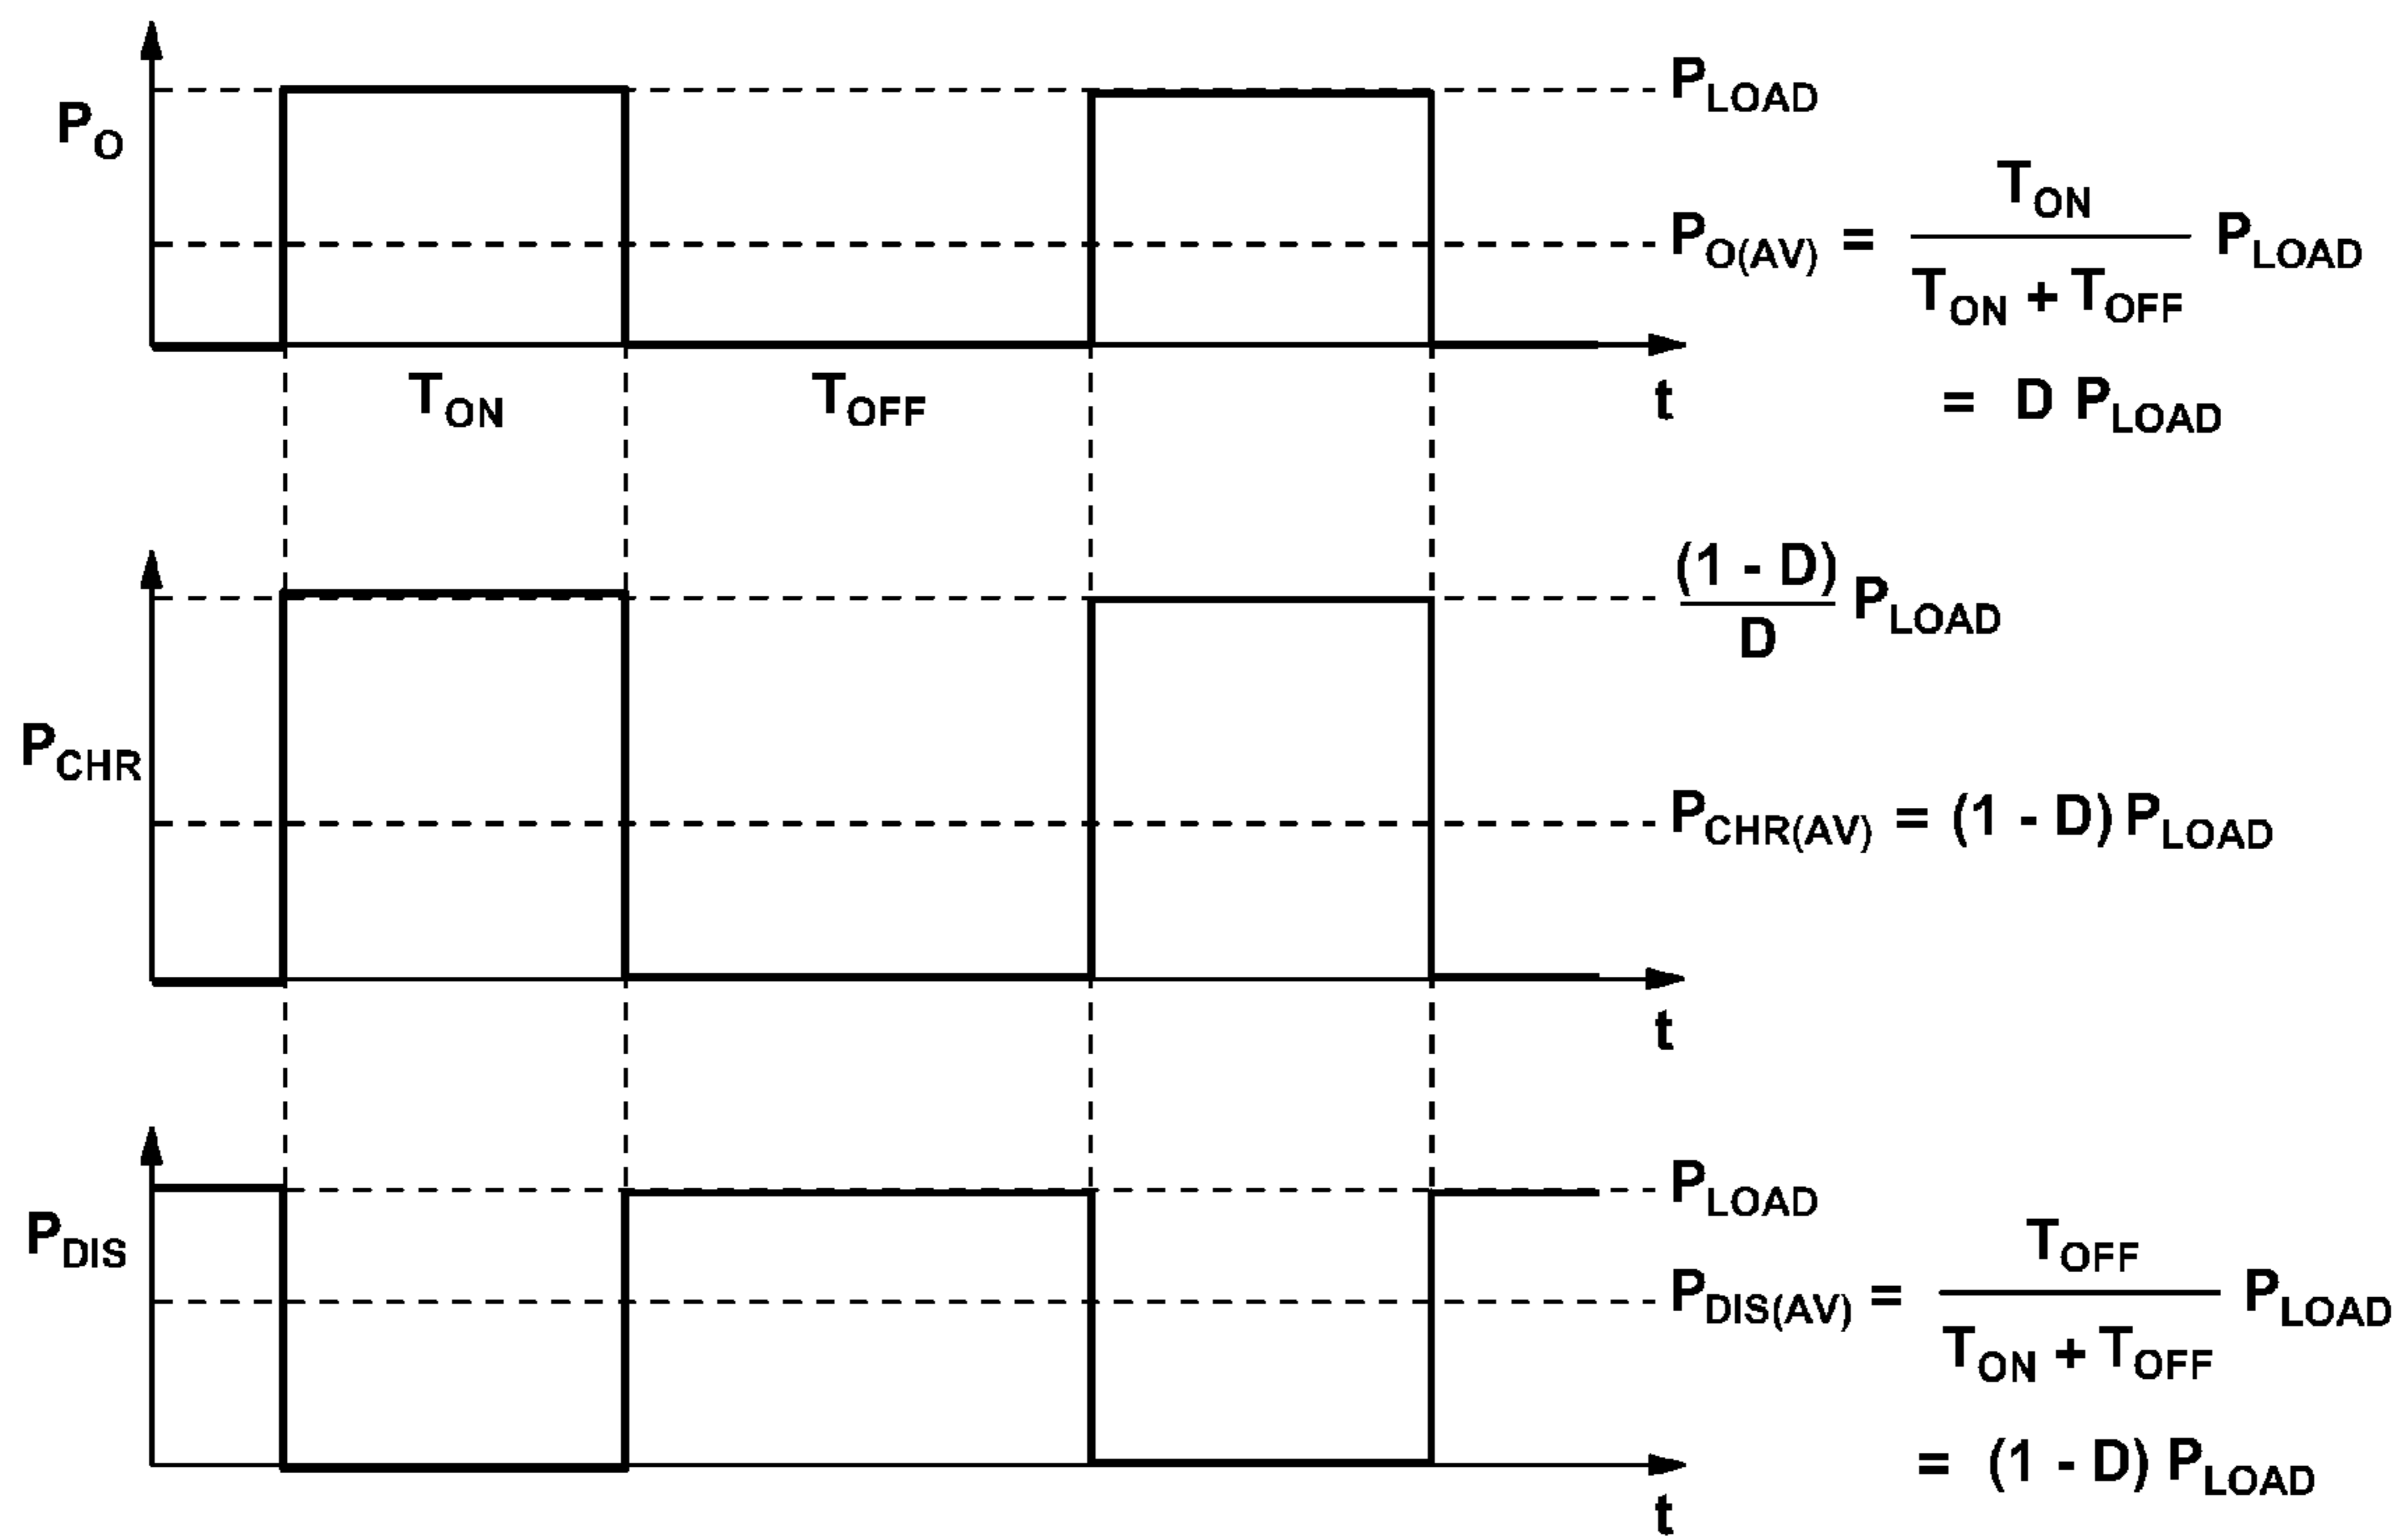 P_O
P_LOAD
P_O(AV) = T_ON / (T_ON + T_OFF) P_LOAD
= D P_LOAD
T_ON T_OFF t
P_CHR
(1 - D) / D P_LOAD
P_CHR(AV) = (1 - D) P_LOAD
t
P_DIS
P_LOAD
P_DIS(AV) = T_OFF / (T_ON + T_OFF) P_LOAD
= (1 - D) P_LOAD
t